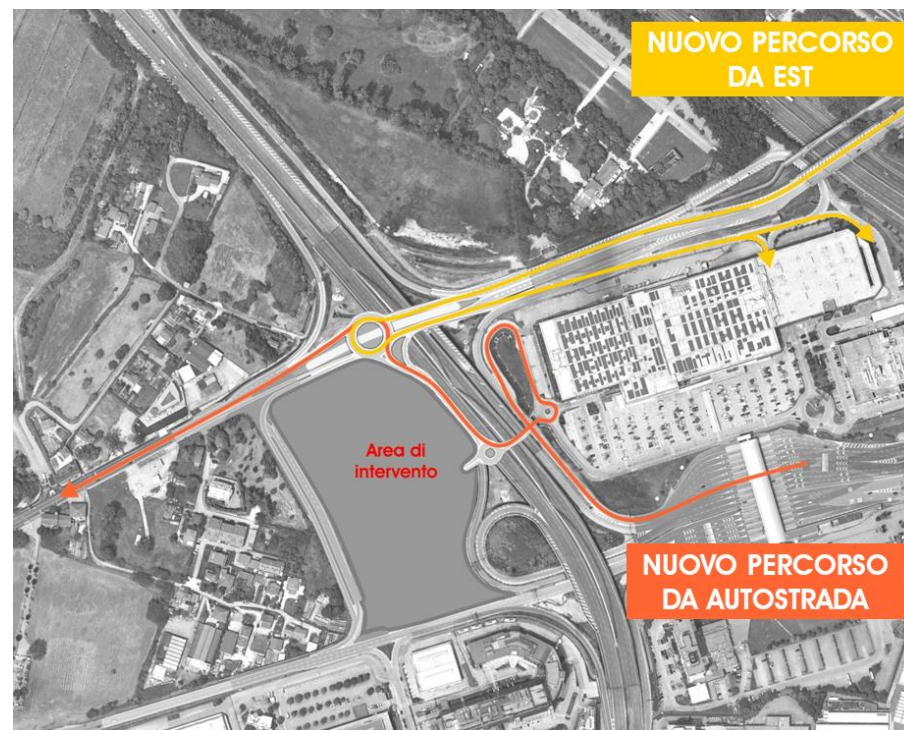 NUOVO PERCORSO
DA EST
Area di
intervento
NUOVO PERCORSO
DA AUTOSTRADA